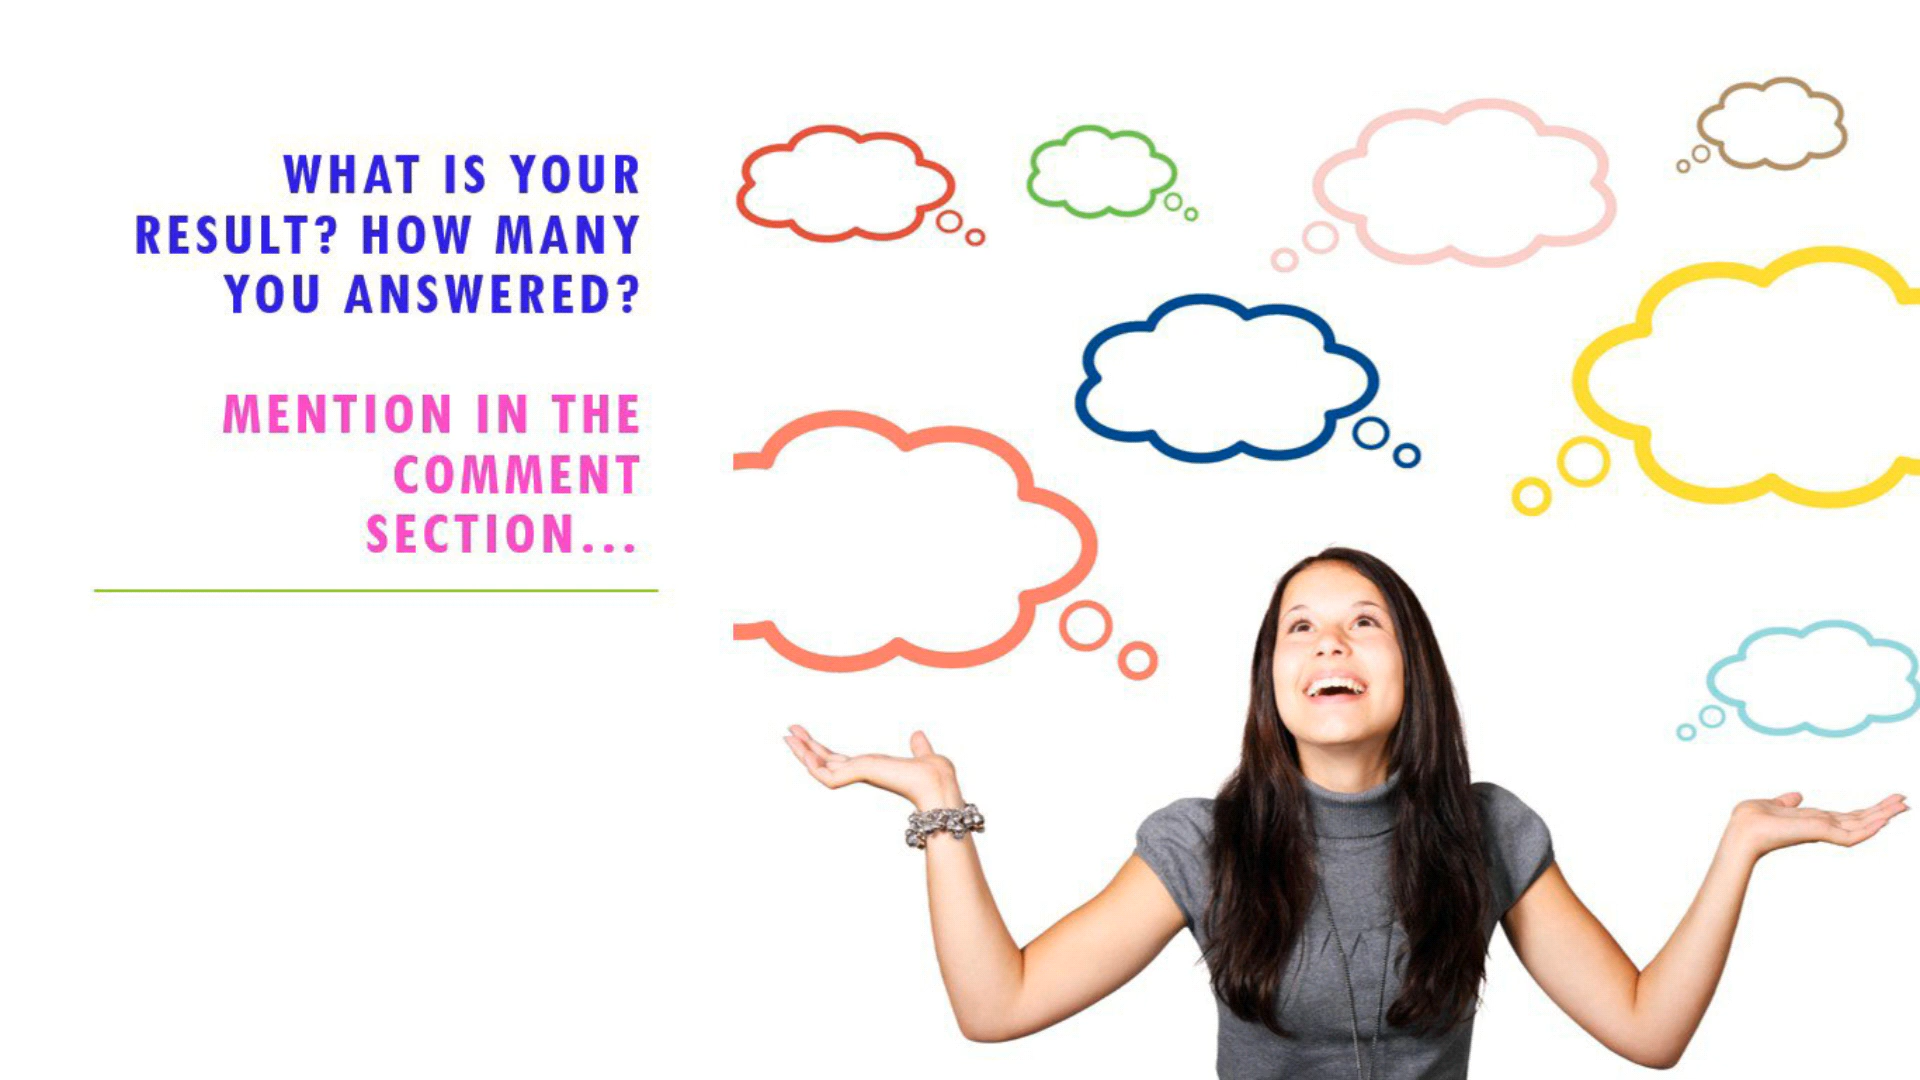 WHAT IS YOUR
RESULT? HOW MANY
YOU ANSWERED?
MENTION IN THE
COMMENT
SECTION...